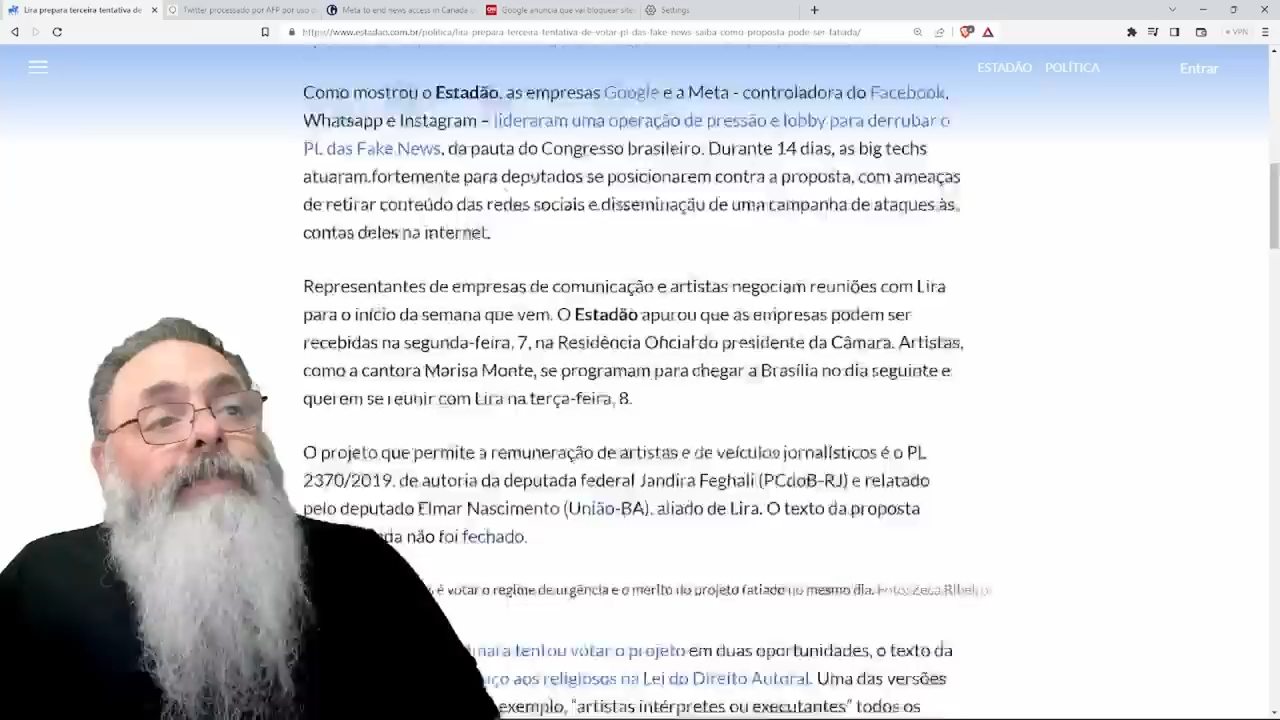 Lira prepara terceira tentativa de
Twitter processado por AFP por uso
Meta to end news access in Canada
Google anuncia que vai bloquear site
Settings
https://www.estadao.com.br/politica/lira-prepara-terceira-tentativa-de-votar-pl-das-fake-news-saiba-como-proposta-pode-ser-fatiada/
VPN
ESTADÃO POLÍTICA Entrar
Como mostrou o Estadão, as empresas Google e a Meta - controladora do Facebook,
Whatsapp e Instagram – lideraram uma operação de pressão e lobby para derrubar o
PL das Fake News, da pauta do Congresso brasileiro. Durante 14 dias, as big techs
atuaram fortemente para deputados se posicionarem contra a proposta, com ameaças
de retirar conteúdo das redes sociais e disseminação de uma campanha de ataques às
contas deles na internet.
Representantes de empresas de comunicação e artistas negociam reuniões com Lira
para o início da semana que vem. O Estadão apurou que as empresas podem ser
recebidas na segunda-feira, 7, na Residência Oficial do presidente da Câmara. Artistas,
como a cantora Marisa Monte, se programam para chegar a Brasília no dia seguinte e
querem se reunir com Lira na terça-feira, 8.
O projeto que permite a remuneração de artistas e de veículos jornalísticos é o PL
2370/2019, de autoria da deputada federal Jandira Feghali (PCdoB-RJ) e relatado
pelo deputado Elmar Nascimento (União-BA), aliado de Lira. O texto da proposta
não foi fechado.
é votar o regime de urgência e o mérito do projeto fatiado no mesmo dia. Foto: Zeca Ribeiro
tentou votar o projeto em duas oportunidades, o texto da
aos religiosos na Lei do Direito Autoral. Uma das versões
exemplo, “artistas intérpretes ou executantes” todos os